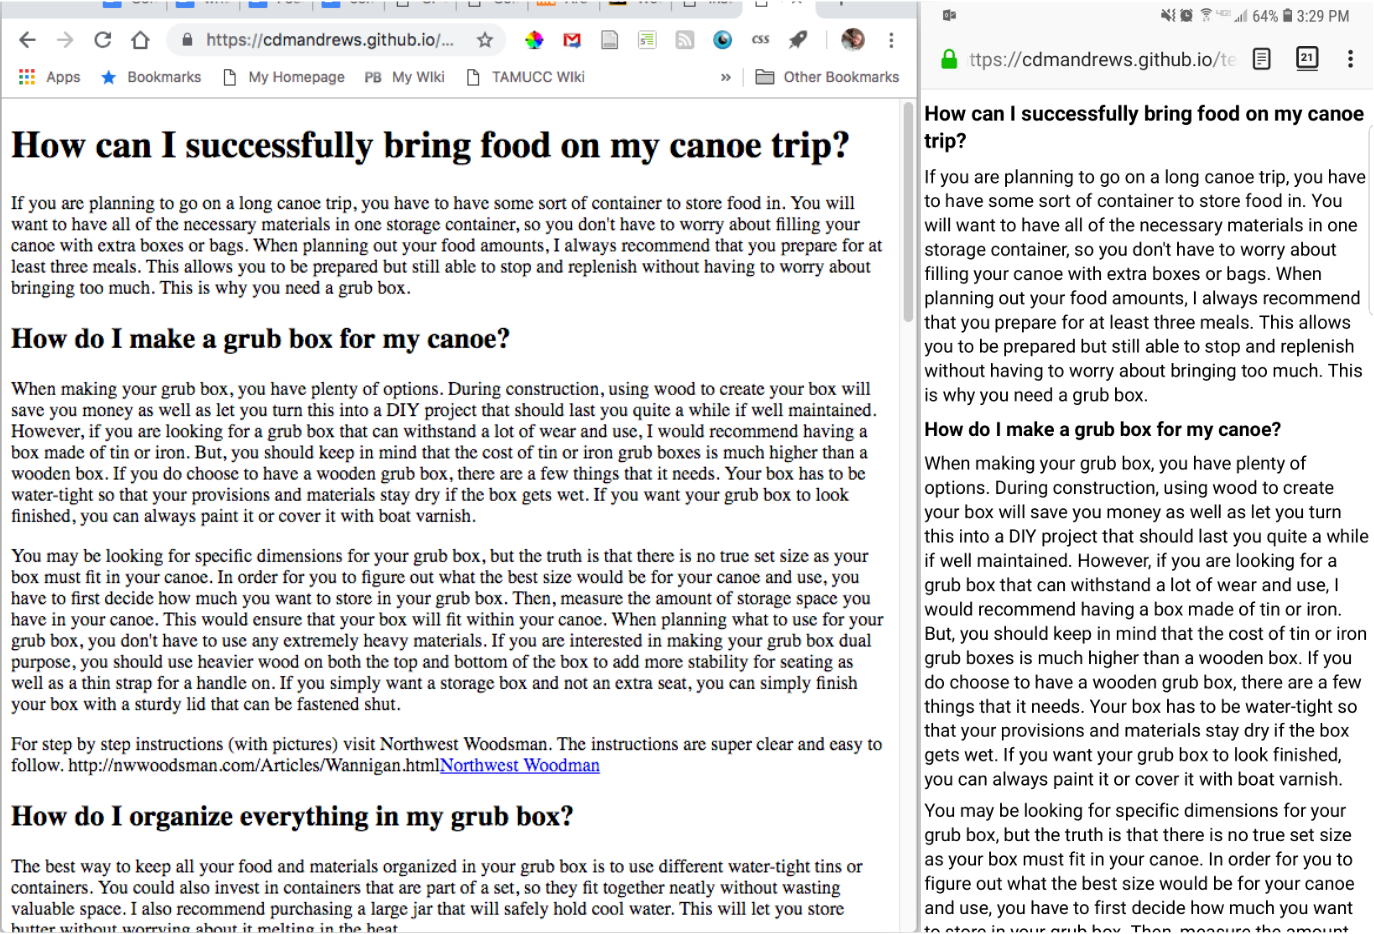 https://cdmandrews.github.io/...
css
Apps
Bookmarks
My Homepage
PB My WIki
TAMUCC WIki
»
Other Bookmarks
How can I successfully bring food on my canoe trip?
If you are planning to go on a long canoe trip, you have to have some sort of container to store food in. You will
want to have all of the necessary materials in one storage container, so you don't have to worry about filling your
canoe with extra boxes or bags. When planning out your food amounts, I always recommend that you prepare for at
least three meals. This allows you to be prepared but still able to stop and replenish without having to worry about
bringing too much. This is why you need a grub box.
How do I make a grub box for my canoe?
When making your grub box, you have plenty of options. During construction, using wood to create your box will
save you money as well as let you turn this into a DIY project that should last you quite a while if well maintained.
However, if you are looking for a grub box that can withstand a lot of wear and use, I would recommend having a
box made of tin or iron. But, you should keep in mind that the cost of tin or iron grub boxes is much higher than a
wooden box. If you do choose to have a wooden grub box, there are a few things that it needs. Your box has to be
water-tight so that your provisions and materials stay dry if the box gets wet. If you want your grub box to look
finished, you can always paint it or cover it with boat varnish.
You may be looking for specific dimensions for your grub box, but the truth is that there is no true set size as your
box must fit in your canoe. In order for you to figure out what the best size would be for your canoe and use, you
have to first decide how much you want to store in your grub box. Then, measure the amount of storage space you
have in your canoe. This would ensure that your box will fit within your canoe. When planning what to use for your
grub box, you don't have to use any extremely heavy materials. If you are interested in making your grub box dual
purpose, you should use heavier wood on both the top and bottom of the box to add more stability for seating as
well as a thin strap for a handle on. If you simply want a storage box and not an extra seat, you can simply finish
your box with a sturdy lid that can be fastened shut.
For step by step instructions (with pictures) visit Northwest Woodsman. The instructions are super clear and easy to
follow. http://nwwoodsman.com/Articles/Wannigan.htmlNorthwest Woodman
How do I organize everything in my grub box?
The best way to keep all your food and materials organized in your grub box is to use different water-tight tins or
containers. You could also invest in containers that are part of a set, so they fit together neatly without wasting
valuable space. I also recommend purchasing a large jar that will safely hold cool water. This will let you store
butter without worrying about it melting in the heat.
64% 3:29 PM
ttps://cdmandrews.github.io/te
21
How can I successfully bring food on my canoe
trip?
If you are planning to go on a long canoe trip, you have
to have some sort of container to store food in. You
will want to have all of the necessary materials in one
storage container, so you don't have to worry about
filling your canoe with extra boxes or bags. When
planning out your food amounts, I always recommend
that you prepare for at least three meals. This allows
you to be prepared but still able to stop and replenish
without having to worry about bringing too much. This
is why you need a grub box.
How do I make a grub box for my canoe?
When making your grub box, you have plenty of
options. During construction, using wood to create
your box will save you money as well as let you turn
this into a DIY project that should last you quite a while
if well maintained. However, if you are looking for a
grub box that can withstand a lot of wear and use, I
would recommend having a box made of tin or iron.
But, you should keep in mind that the cost of tin or iron
grub boxes is much higher than a wooden box. If you
do choose to have a wooden grub box, there are a few
things that it needs. Your box has to be water-tight so
that your provisions and materials stay dry if the box
gets wet. If you want your grub box to look finished,
you can always paint it or cover it with boat varnish.
You may be looking for specific dimensions for your
grub box, but the truth is that there is no true set size
as your box must fit in your canoe. In order for you to
figure out what the best size would be for your canoe
and use, you have to first decide how much you want
to store in your grub box. Then, measure the amount